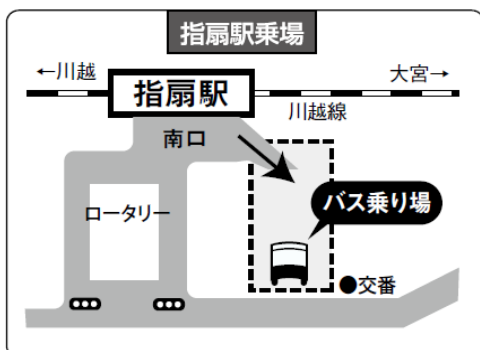 指扇駅乗場
←川越
大宮→
指扇駅
川越線
南口
バス乗り場
ロータリー
●交番